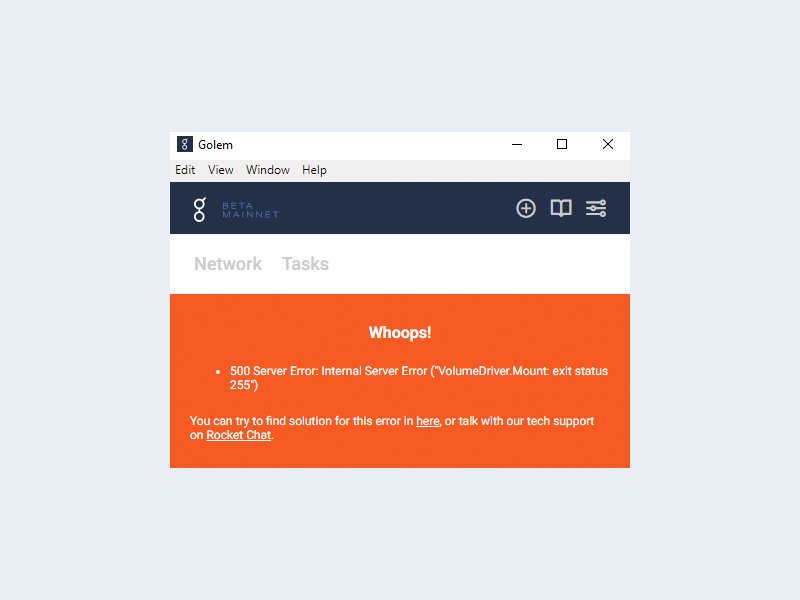 Golem
Edit View Window Help
BETA
MAINNET
Network Tasks
Whoops!
• 500 Server Error: Internal Server Error ("VolumeDriver.Mount: exit status
255")
You can try to find solution for this error in here, or talk with our tech support
on Rocket Chat.